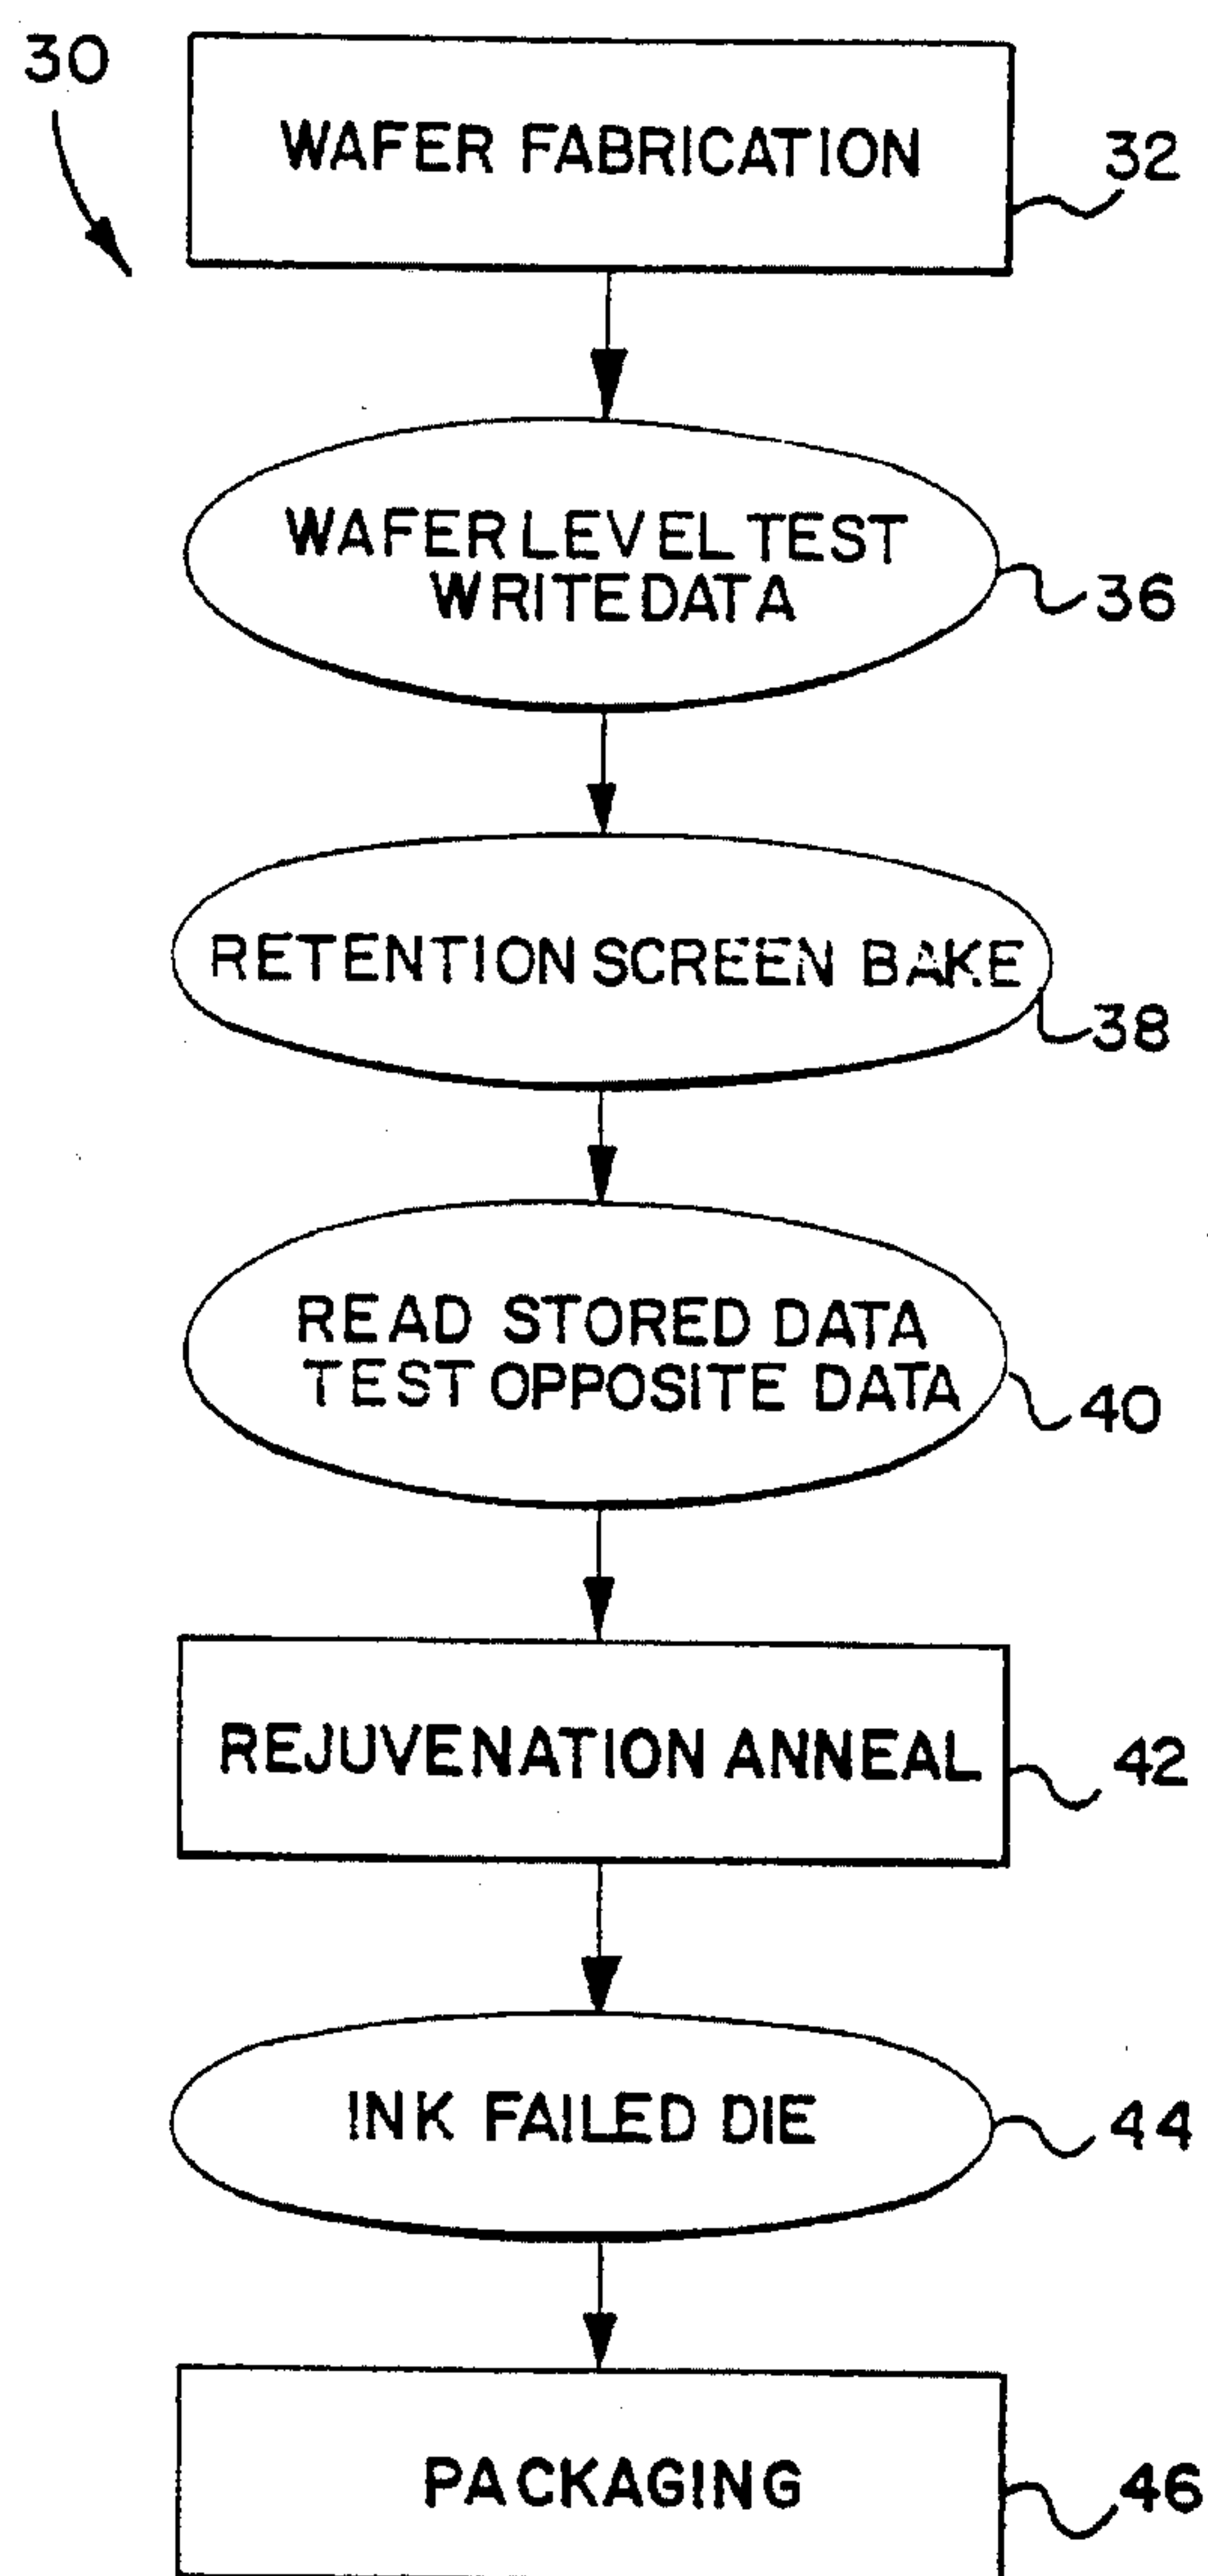 30
WAFER FABRICATION
32
WAFER LEVEL TEST
WRITE DATA
36
RETENTION SCREEN BAKE
38
READ STORED DATA
TEST OPPOSITE DATA
40
REJUVENATION ANNEAL
42
INK FAILED DIE
44
PACKAGING
46